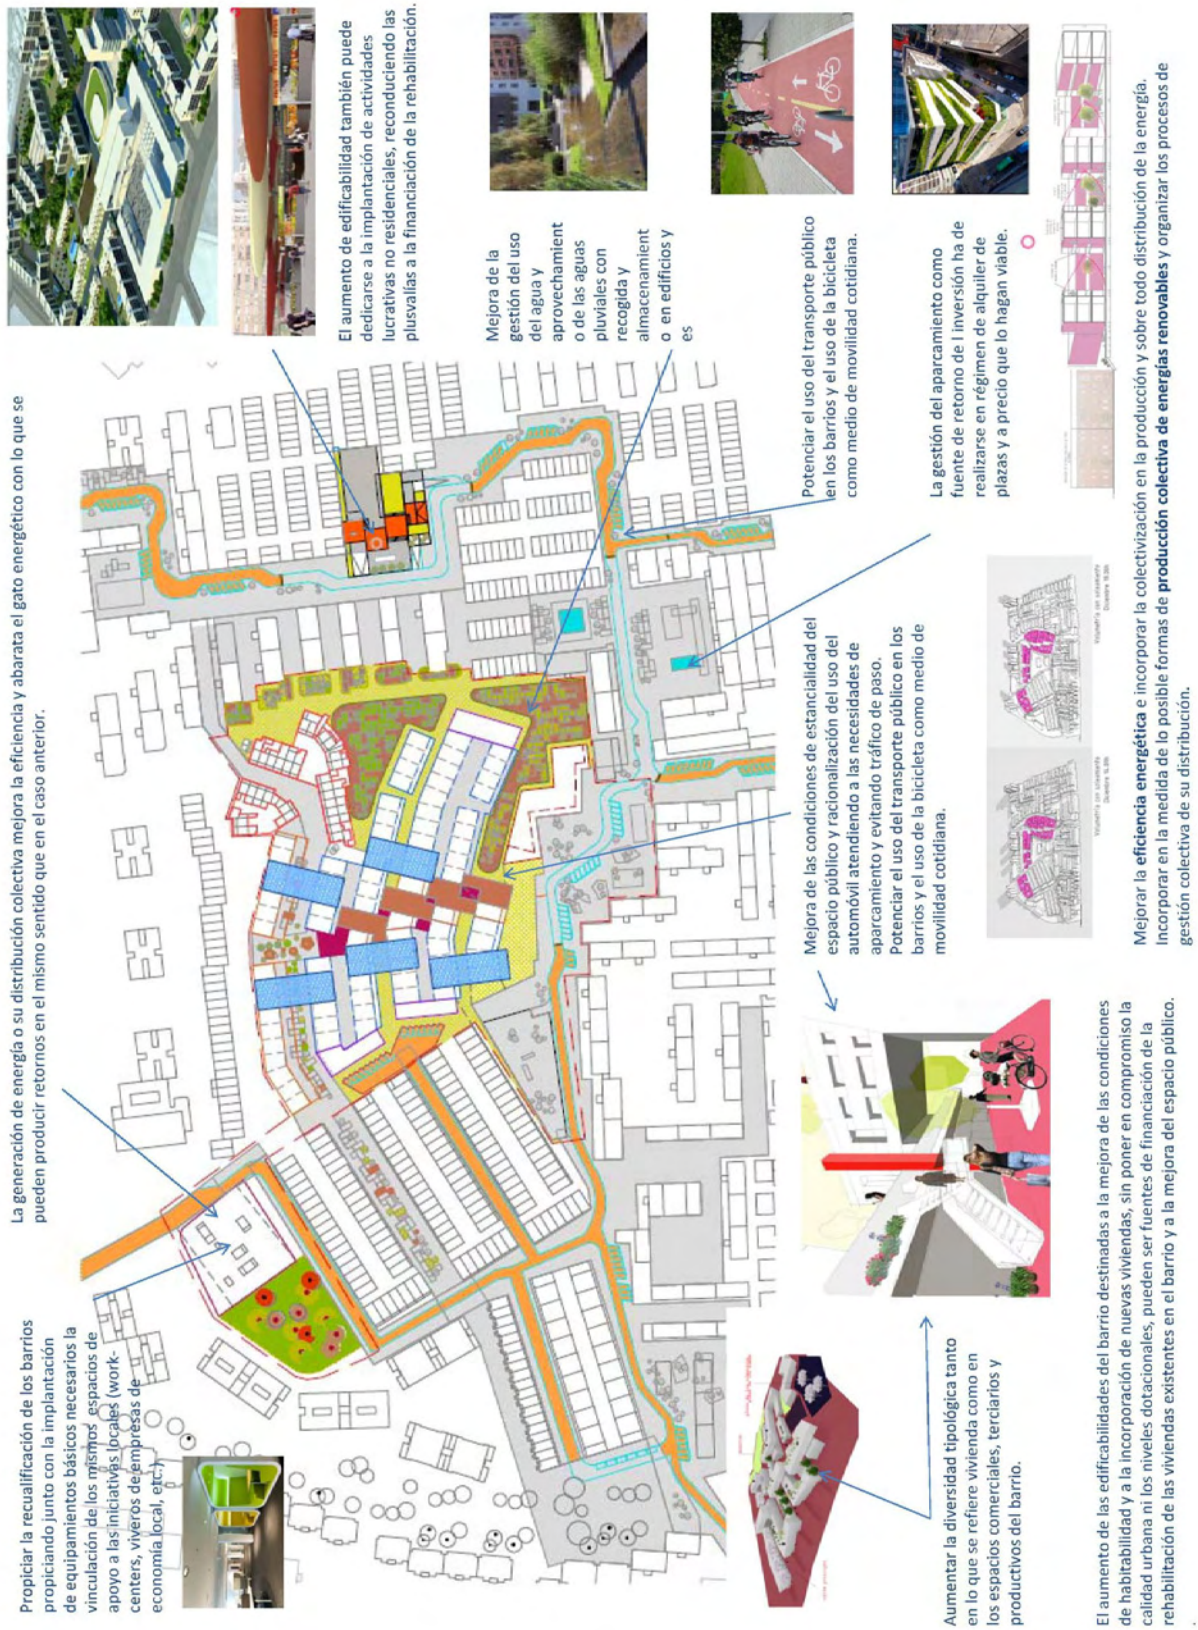 Propiciar la recualificación de los barrios
propiciando junto con la implantación
de equipamientos básicos necesarios la
vinculación de los mismos espacios de
apoyo a las iniciativas locales (work-
centers, viveros de empresas de
economía local, etc.)
La generación de energía o su distribución colectiva mejora la eficiencia y abarata el gato energético con lo que se
pueden producir retornos en el mismo sentido que en el caso anterior.
El aumento de edificabilidad también puede
dedicarse a la implantación de actividades
lucrativas no residenciales, reconduciendo las
plusvalías a la financiación de la rehabilitación.
Mejora de la
gestión del uso
del agua y
aprovechamient
o de las aguas
pluviales con
recogida y
almacenamient
o en edificios y
es
Potenciar el uso del transporte público
en los barrios y el uso de la bicicleta
como medio de movilidad cotidiana.
La gestión del aparcamiento como
fuente de retorno de l inversión ha de
realizarse en régimen de alquiler de
plazas y a precio que lo hagan viable.
Mejora de las condiciones de estancialidad del
espacio público y racionalización del uso del
automóvil atendiendo a las necesidades de
aparcamiento y evitando tráfico de paso.
Potenciar el uso del transporte público en los
barrios y el uso de la bicicleta como medio de
movilidad cotidiana.
Aumentar la diversidad tipológica tanto
en lo que se refiere vivienda como en
los espacios comerciales, terciarios y
productivos del barrio.
Mejorar la eficiencia energética e incorporar la colectivización en la producción y sobre todo distribución de la energía.
Incorporar en la medida de lo posible formas de producción colectiva de energías renovables y organizar los procesos de
gestión colectiva de su distribución.
El aumento de las edificabilidades del barrio destinadas a la mejora de las condiciones
de habitabilidad y a la incorporación de nuevas viviendas, sin poner en compromiso la
calidad urbana ni los niveles dotacionales, pueden ser fuentes de financiación de la
rehabilitación de las viviendas existentes en el barrio y a la mejora del espacio público.
.